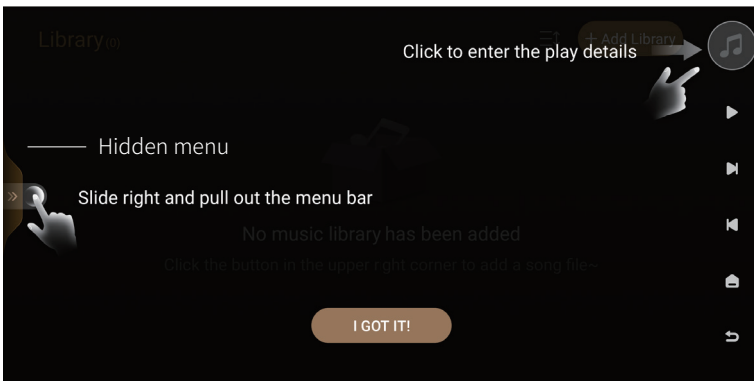 Library(0)
+ Add Library
Click to enter the play details
Hidden menu
Slide right and pull out the menu bar
No music library has been added
Click the button in the upper right corner to add a song file~
I GOT IT!